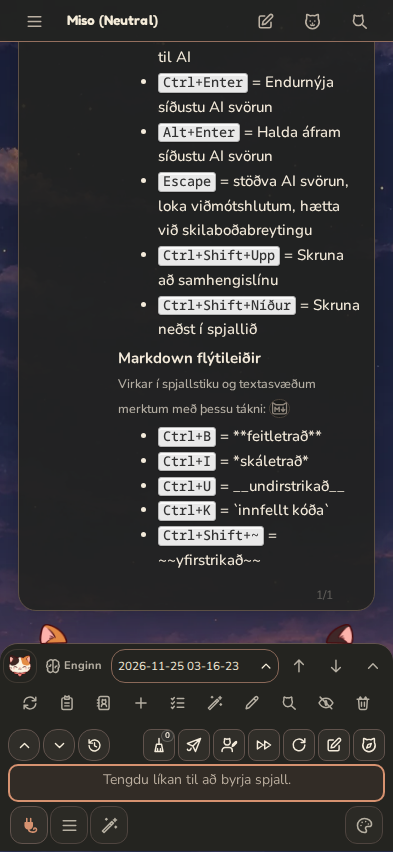 Miso (Neutral)
til AI
Ctrl+Enter = Endurnýja
síðustu AI svörun
Alt+Enter = Halda áfram
síðustu AI svörun
Escape = stöðva AI svörun,
loka viðmótshlutum, hætta
við skilaboðabreytingu
Ctrl+Shift+Upp = Skruna
að samhengislínu
Ctrl+Shift+Niður = Skruna
neðst í spjallið
Markdown flýtileiðir
Virkar í spjallstiku og textasvæðum
merktum með þessu tákni: M↓
Ctrl+B = **feitletrað**
Ctrl+I = *skáletrað*
Ctrl+U = __undirstrikað__
Ctrl+K = `innfellt kóða`
Ctrl+Shift+~ =
~~yfirstrikað~~
1/1
Enginn
2026-11-25 03-16-23
0
Tengdu líkan til að byrja spjall.